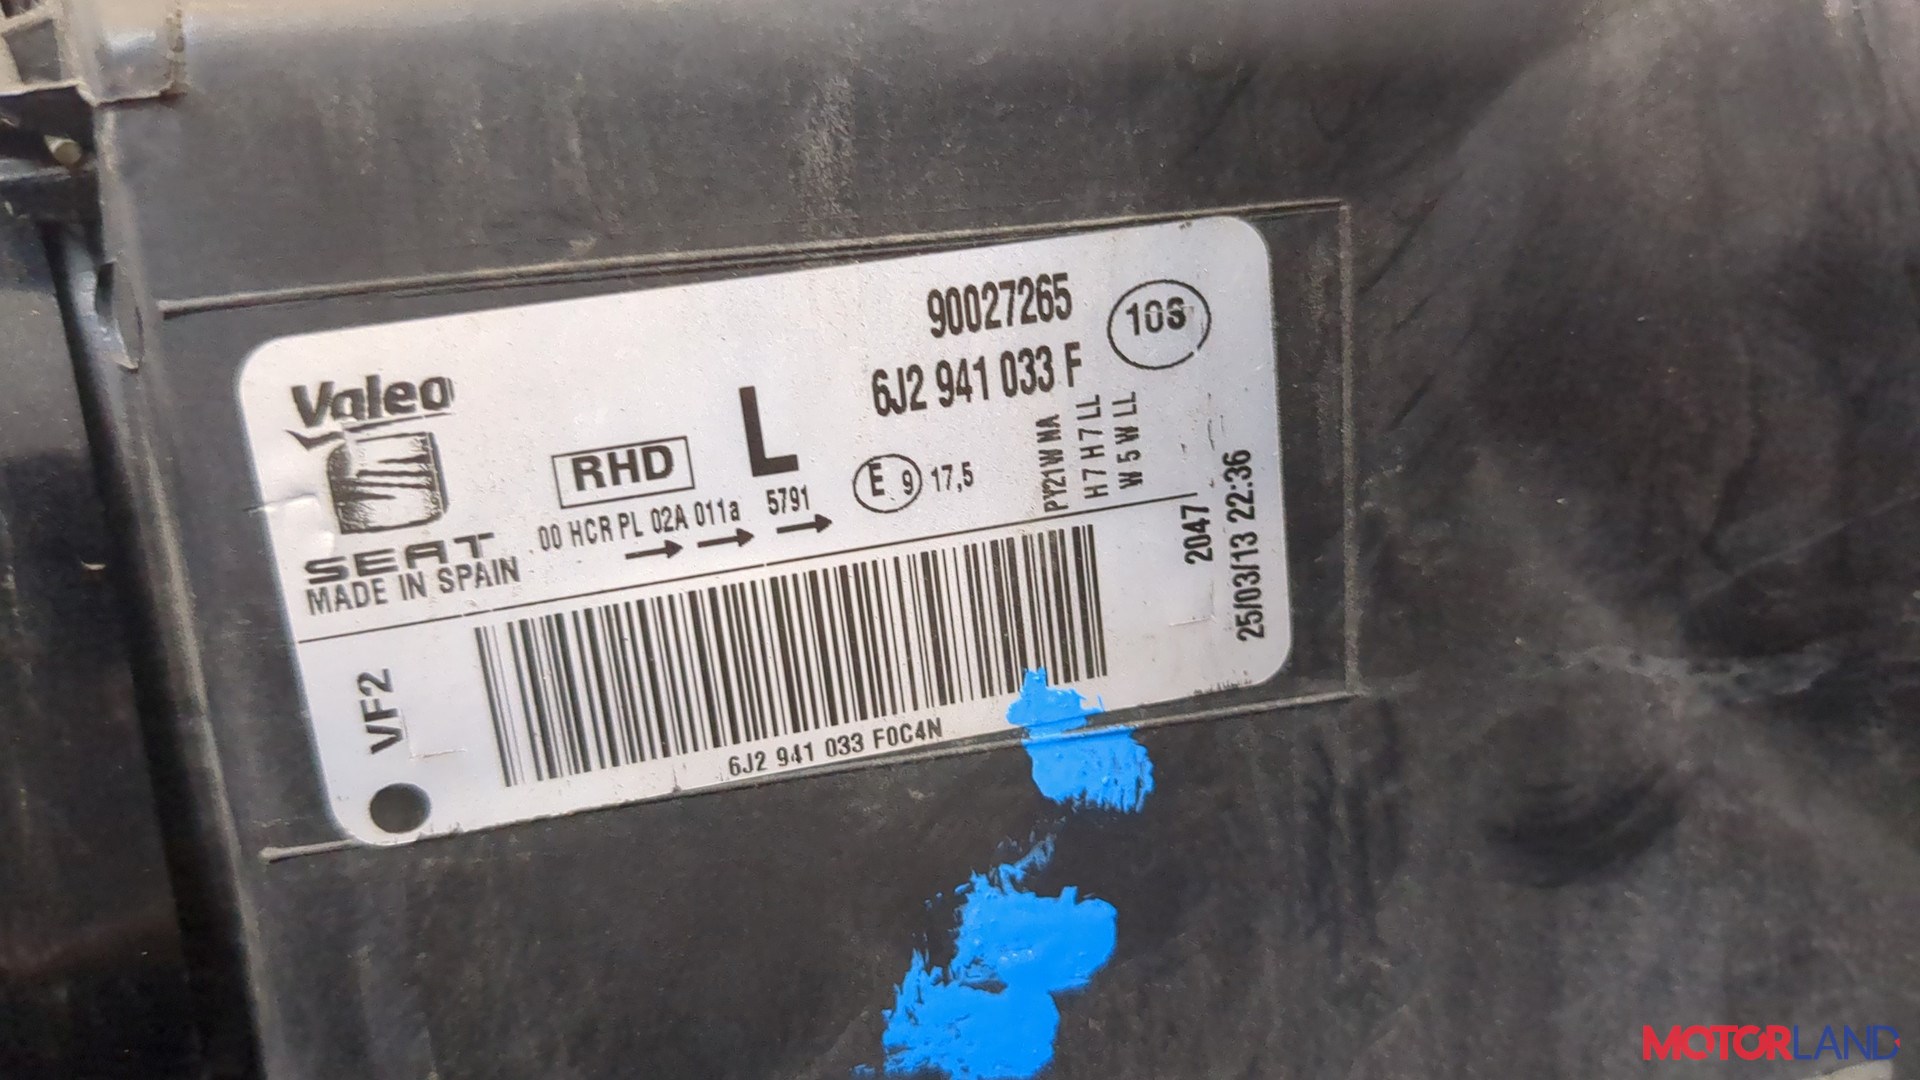 90027265
108
6J2 941 033 F
Valeo
SEAT
MADE IN SPAIN
RHD
L
00 HCR PL 02A 011a 5791
E 9 17,5
PY21W NA
H7 H7 LL
W5W LL
2047
25/03/13 22:36
VF2
6J2 941 033 F0C4N
MOTORLAND